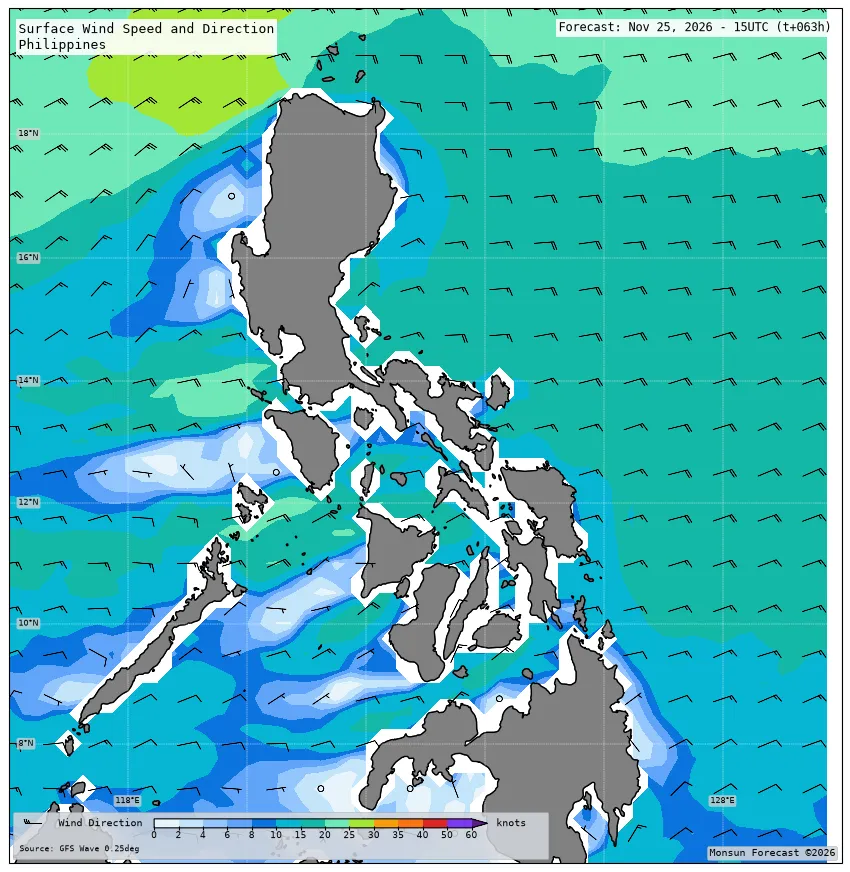 Surface Wind Speed and Direction
Philippines
Forecast: Nov 25, 2026 - 15UTC (t+063h)
18°N
16°N
14°N
12°N
10°N
8°N
118°E
128°E
Wind Direction
0 2 4 6 8 10 15 20 25 30 35 40 50 60
knots
Source: GFS Wave 0.25deg
Monsun Forecast ©2026